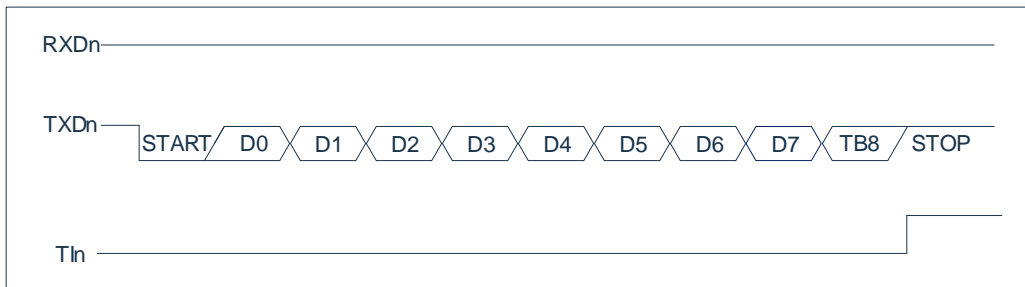 RXDn
TXDn
START D0 D1 D2 D3 D4 D5 D6 D7 TB8 STOP
TIn